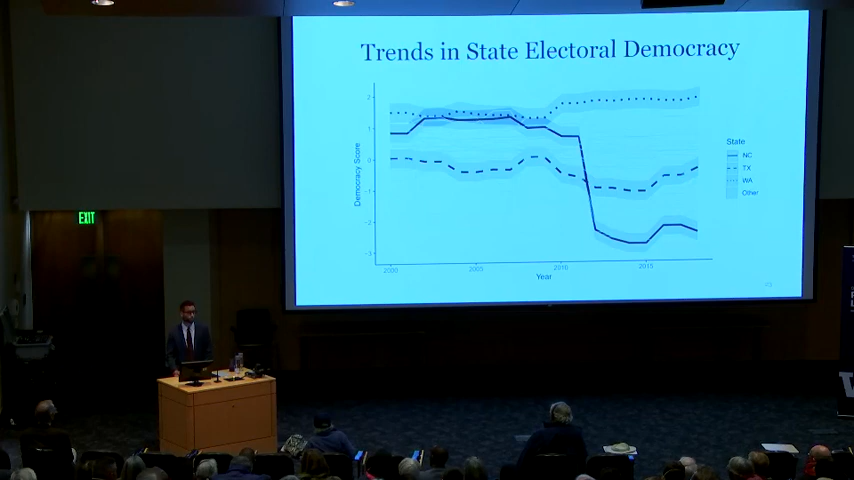 Trends in State Electoral Democracy
2
1
0
-1
-2
-3
Democracy Score
2000
2005
2010
2015
Year
State
NC
TX
WA
Other
EXIT
W